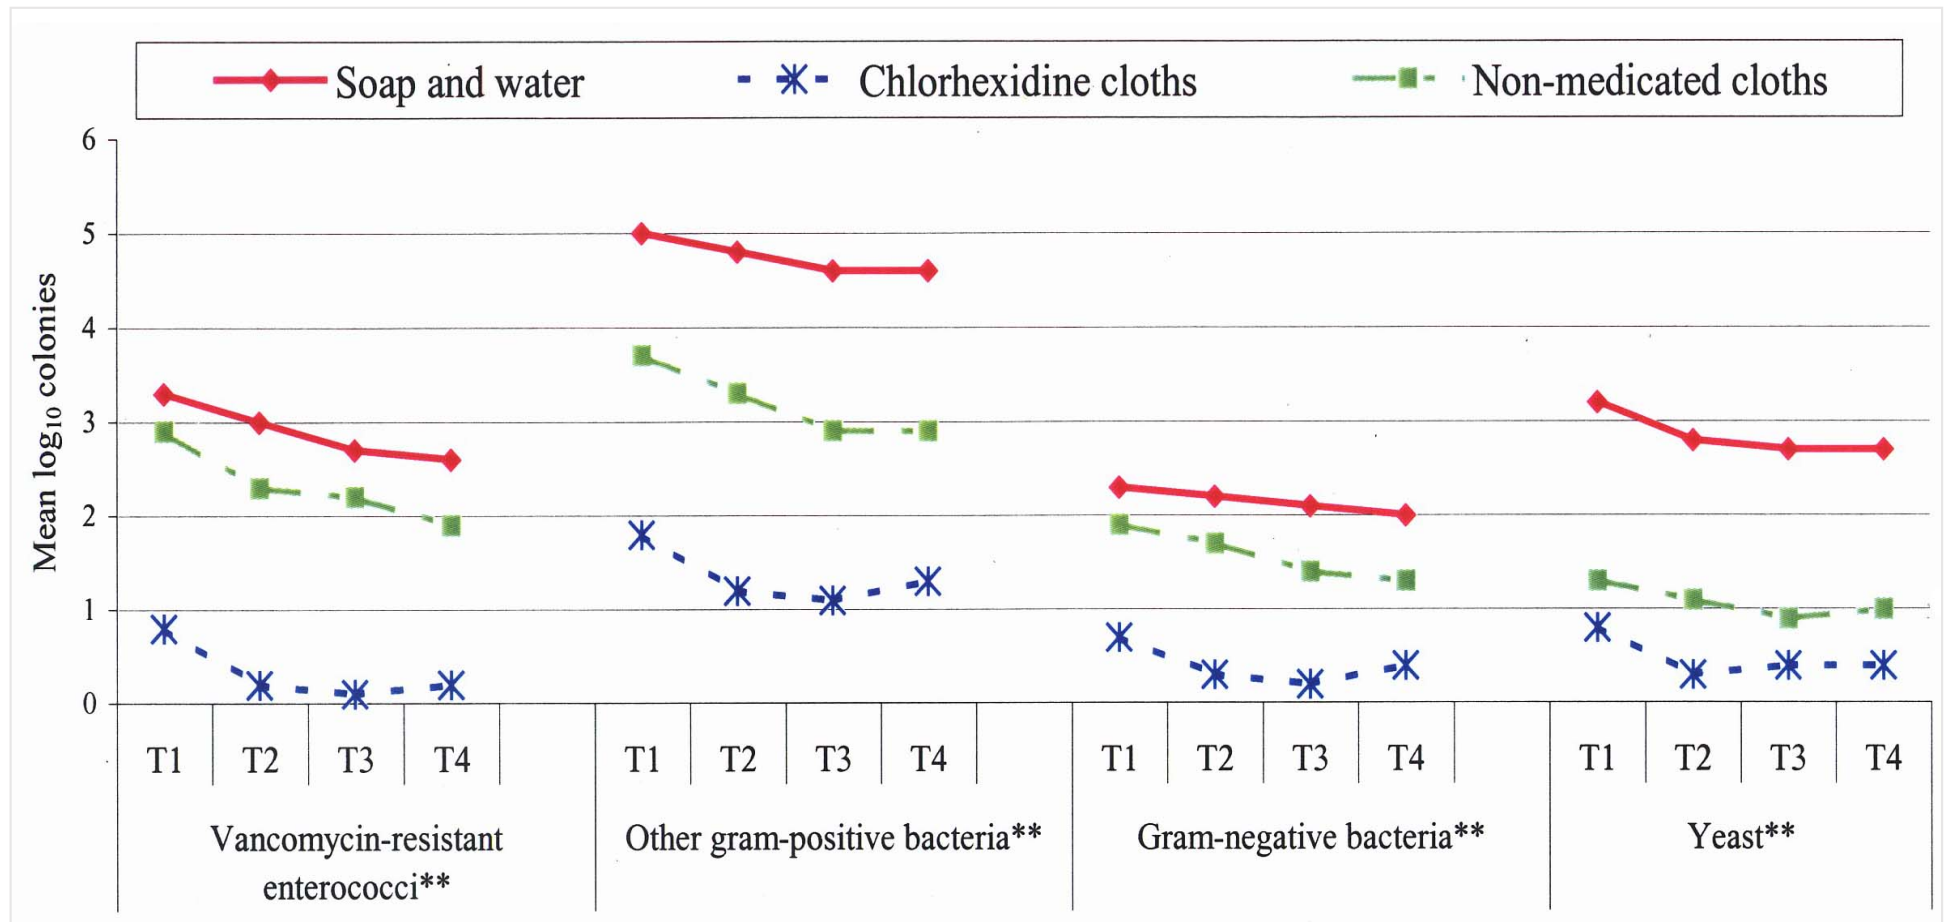 Soap and water Chlorhexidine cloths Non-medicated cloths
6
5
4
3
2
1
0
Mean log₁₀ colonies
T1 T2 T3 T4 T1 T2 T3 T4 T1 T2 T3 T4 T1 T2 T3 T4
Vancomycin-resistant
enterococci**
Other gram-positive bacteria**
Gram-negative bacteria**
Yeast**